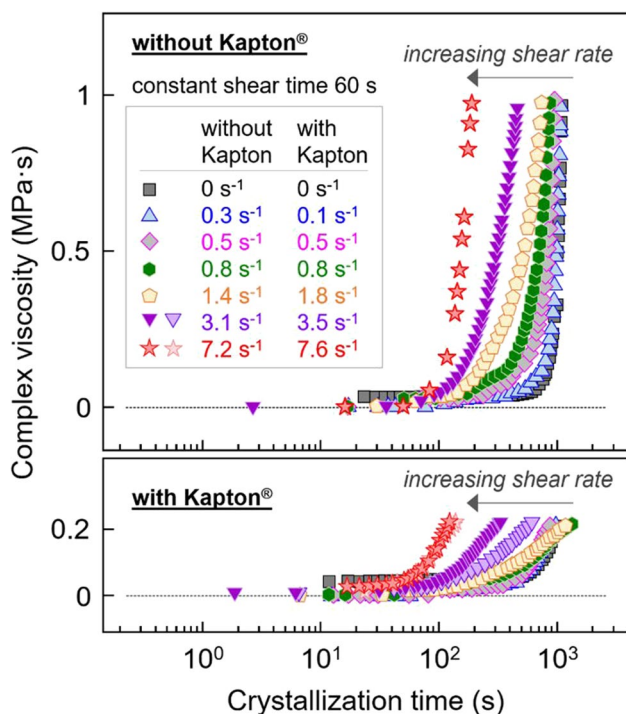 without Kapton®
increasing shear rate
constant shear time 60 s
without Kapton with Kapton
0 s⁻¹ 0 s⁻¹
0.3 s⁻¹ 0.1 s⁻¹
0.5 s⁻¹ 0.5 s⁻¹
0.8 s⁻¹ 0.8 s⁻¹
1.4 s⁻¹ 1.8 s⁻¹
3.1 s⁻¹ 3.5 s⁻¹
7.2 s⁻¹ 7.6 s⁻¹
1
0.5
0
Complex viscosity (MPa·s)
with Kapton®
increasing shear rate
0.2
0
10⁰ 10¹ 10² 10³
Crystallization time (s)